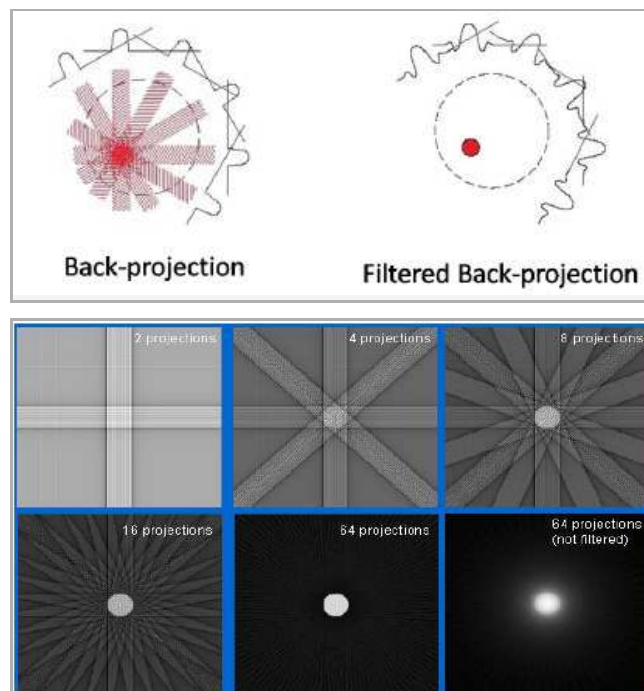 Back-projection
Filtered Back-projection
2 projections
4 projections
8 projections
16 projections
64 projections
64 projections
(not filtered)